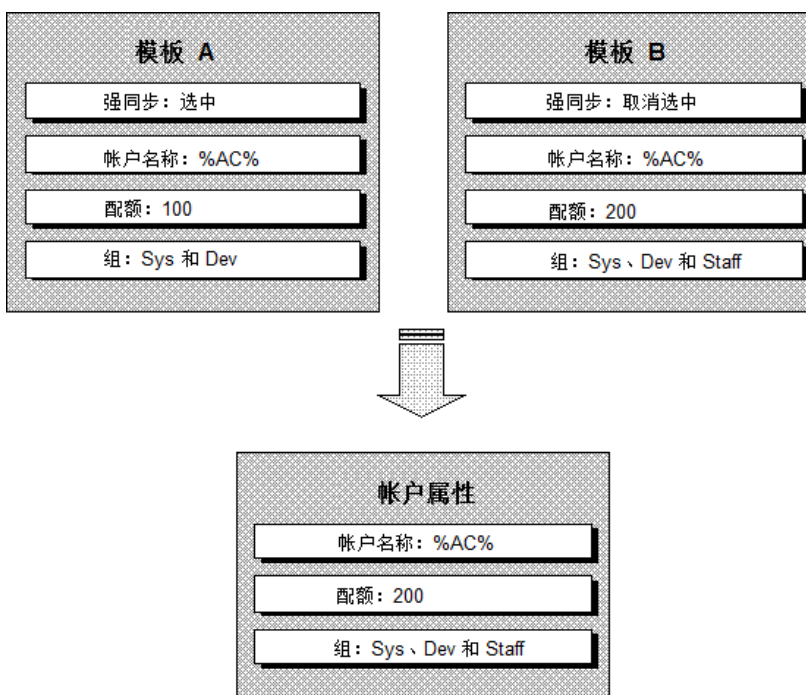 模板 A
强同步：选中
帐户名称：%AC%
配额：100
组：Sys 和 Dev
模板 B
强同步：取消选中
帐户名称：%AC%
配额：200
组：Sys、Dev 和 Staff
帐户属性
帐户名称：%AC%
配额：200
组：Sys、Dev 和 Staff